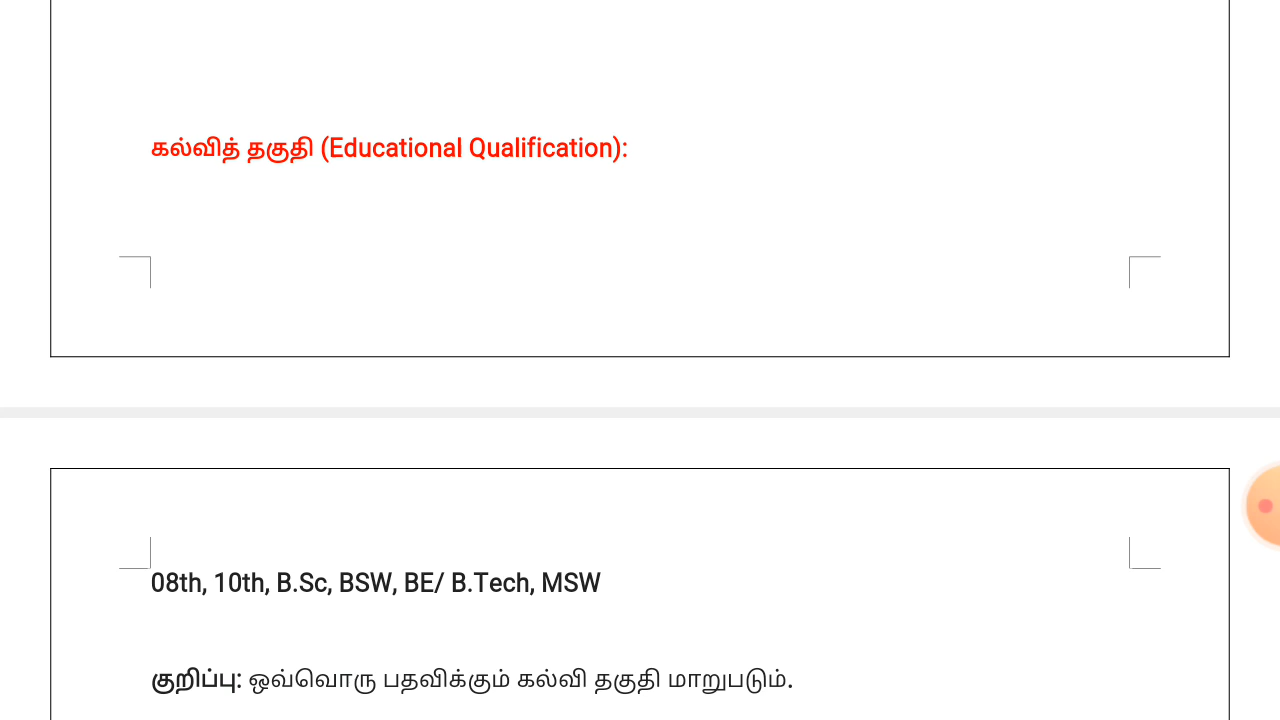 கல்வித் தகுதி (Educational Qualification):
08th, 10th, B.Sc, BSW, BE/ B.Tech, MSW
குறிப்பு: ஒவ்வொரு பதவிக்கும் கல்வி தகுதி மாறுபடும்.